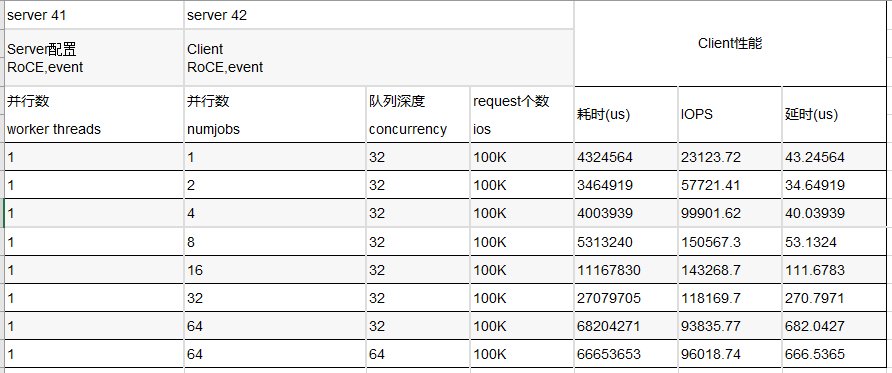 server 41 server 42
Client性能
Server配置 Client
RoCE,event RoCE,event
并行数 并行数 队列深度 request个数 耗时(us) IOPS 延时(us)
worker threads numjobs concurrency ios
1 1 32 100K 4324564 23123.72 43.24564
1 2 32 100K 3464919 57721.41 34.64919
1 4 32 100K 4003939 99901.62 40.03939
1 8 32 100K 5313240 150567.3 53.1324
1 16 32 100K 11167830 143268.7 111.6783
1 32 32 100K 27079705 118169.7 270.7971
1 64 32 100K 68204271 93835.77 682.0427
1 64 64 100K 66653653 96018.74 666.5365